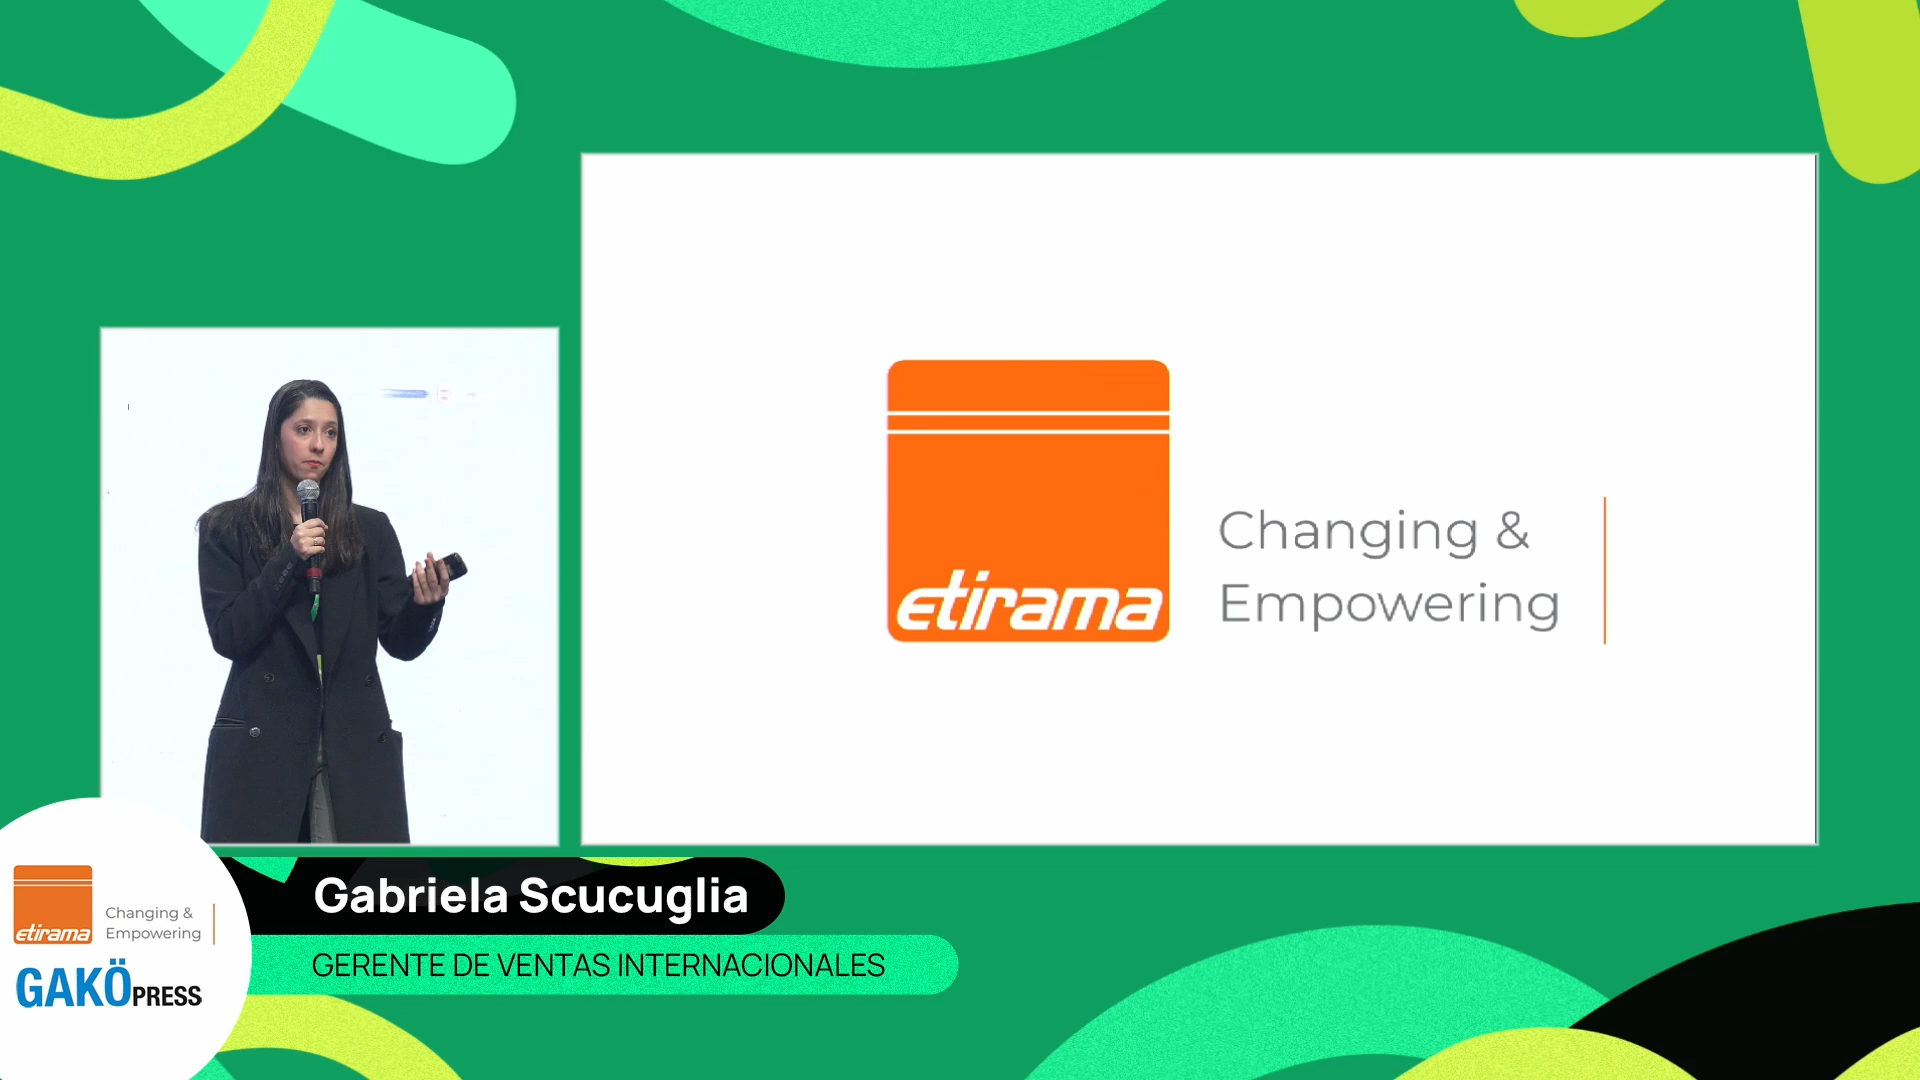 etirama
Changing &
Empowering
Gabriela Scucuglia
GERENTE DE VENTAS INTERNACIONALES
etirama
Changing &
Empowering
GAKÖPRESS